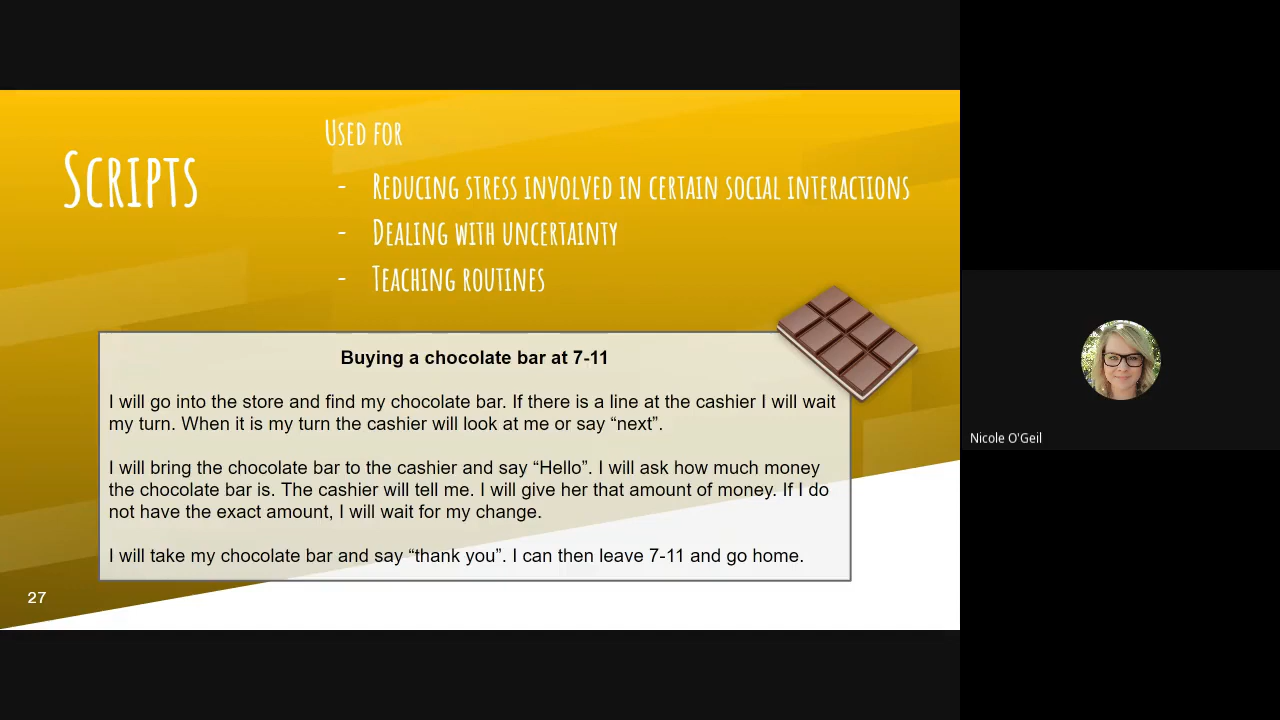 Scripts
Used for
- Reducing stress involved in certain social interactions
- Dealing with uncertainty
- Teaching routines
Buying a chocolate bar at 7-11
I will go into the store and find my chocolate bar. If there is a line at the cashier I will wait
my turn. When it is my turn the cashier will look at me or say “next”.
I will bring the chocolate bar to the cashier and say “Hello”. I will ask how much money
the chocolate bar is. The cashier will tell me. I will give her that amount of money. If I do
not have the exact amount, I will wait for my change.
I will take my chocolate bar and say “thank you”. I can then leave 7-11 and go home.
27
Nicole O'Geil